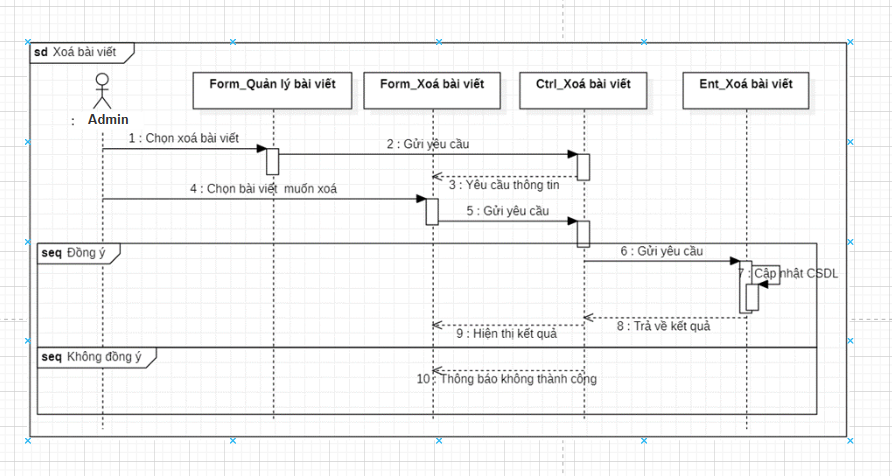 sd Xoá bài viết
Form_Quản lý bài viết
Form_Xoá bài viết
Ctrl_Xoá bài viết
Ent_Xoá bài viết
: Admin
1 : Chọn xoá bài viết
2 : Gửi yêu cầu
3 : Yêu cầu thông tin
4 : Chọn bài viết muốn xoá
5 : Gửi yêu cầu
seq Đồng ý
6 : Gửi yêu cầu
7 : Cập nhật CSDL
8 : Trả về kết quả
9 : Hiện thị kết quả
seq Không đồng ý
10 : Thông báo không thành công